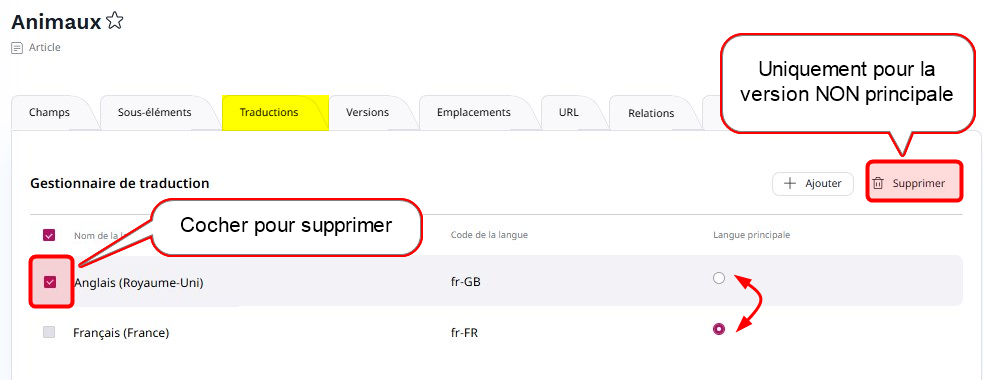 Animaux
Article
Uniquement pour la
version NON principale
Champs
Sous-éléments
Traductions
Versions
Emplacements
URL
Relations
Gestionnaire de traduction
Ajouter
Supprimer
Cocher pour supprimer
Nom de la
Code de la langue
Langue principale
Anglais (Royaume-Uni)
fr-GB
Français (France)
fr-FR